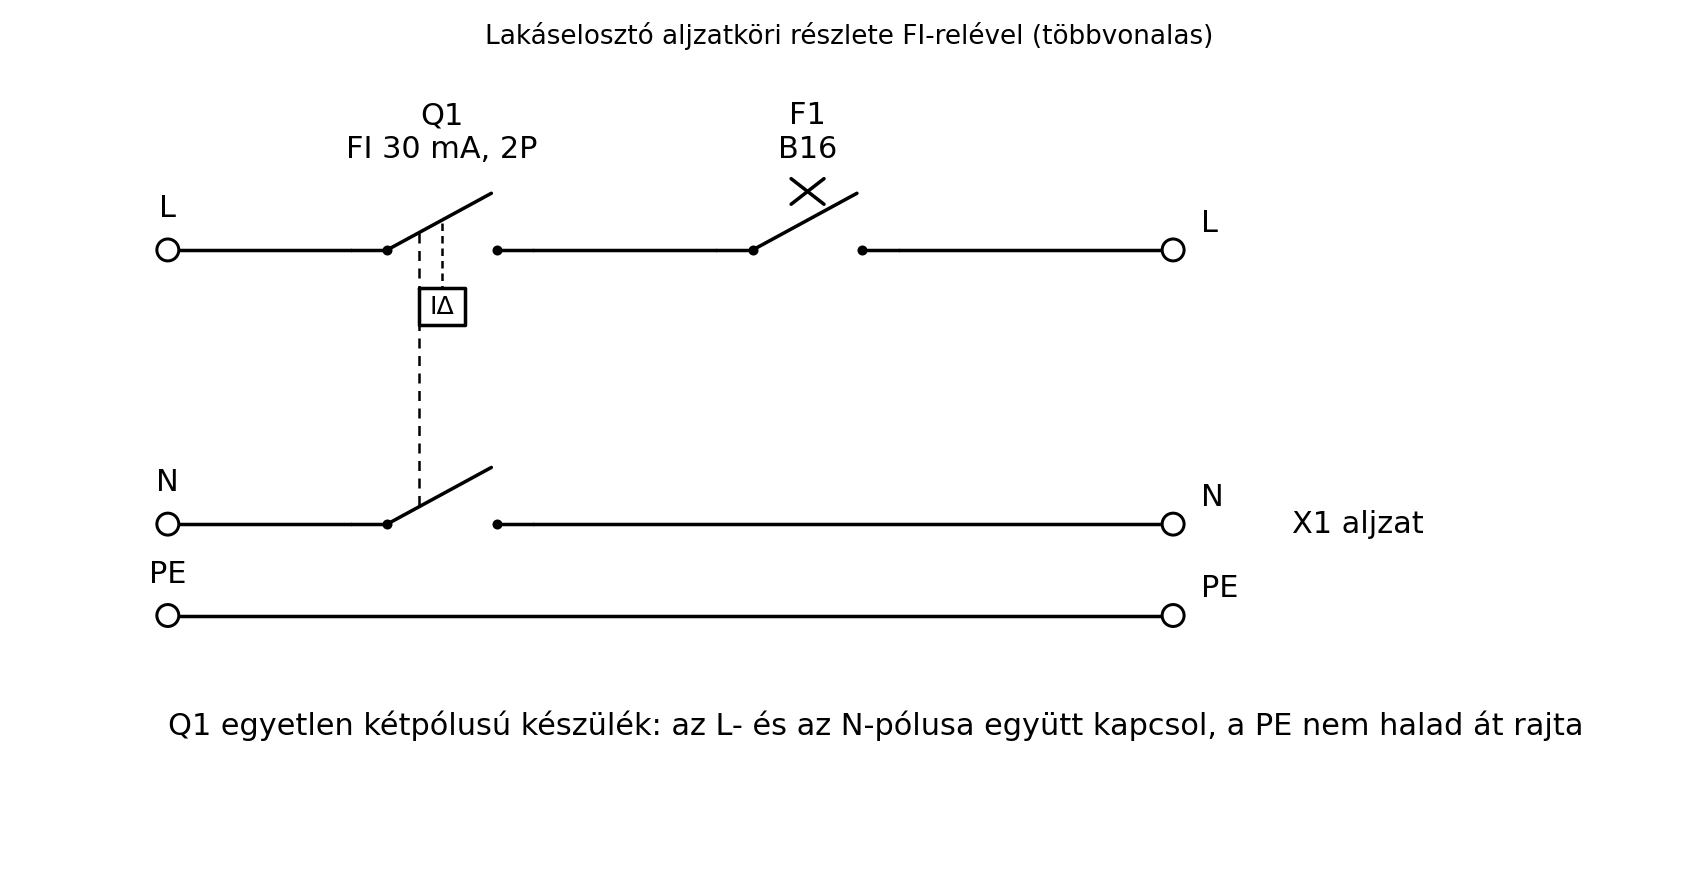 Lakáselosztó aljzatköri részlete FI-relével (többvonalas)
Q1
FI 30 mA, 2P
F1
B16
L
L
IΔ
N
N
X1 aljzat
PE
PE
Q1 egyetlen kétpólusú készülék: az L- és az N-pólusa együtt kapcsol, a PE nem halad át rajta